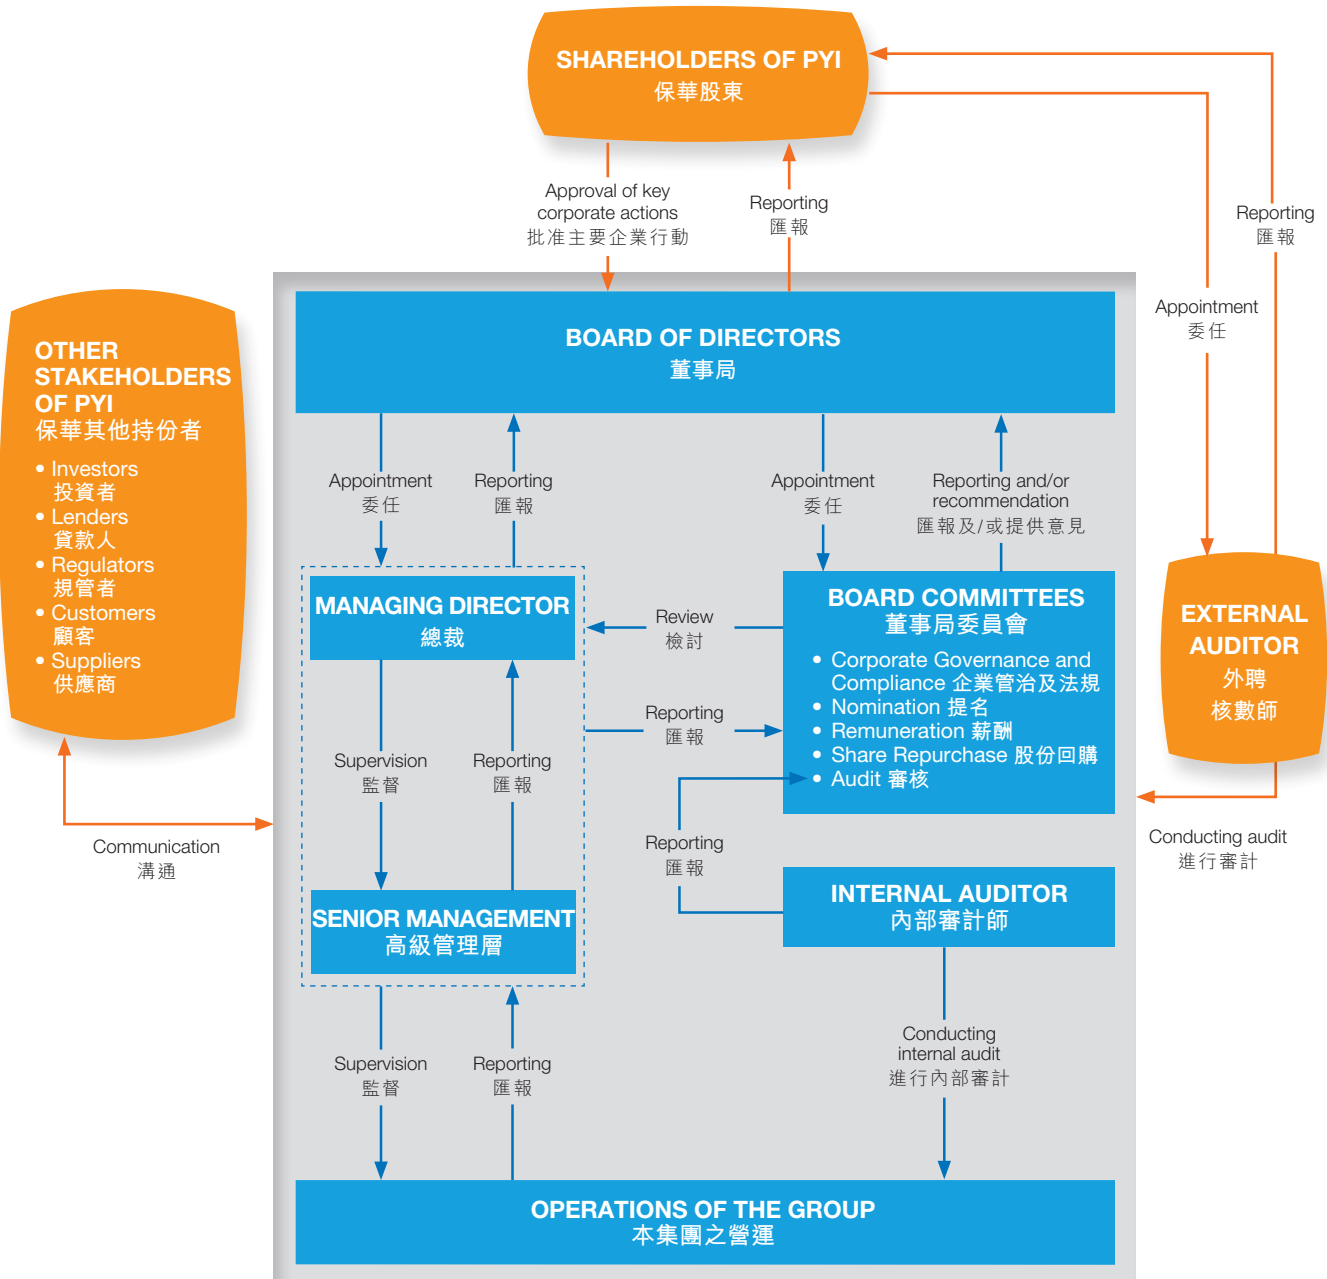 SHAREHOLDERS OF PYI
保華股東
Approval of key
corporate actions
批准主要企業行動
Reporting
匯報
Reporting
匯報
Appointment
委任
OTHER
STAKEHOLDERS
OF PYI
保華其他持份者
• Investors
投資者
• Lenders
貸款人
• Regulators
規管者
• Customers
顧客
• Suppliers
供應商
BOARD OF DIRECTORS
董事局
Appointment
委任
Reporting
匯報
Appointment
委任
Reporting and/or
recommendation
匯報及/或提供意見
MANAGING DIRECTOR
總裁
Review
檢討
BOARD COMMITTEES
董事局委員會
• Corporate Governance and
Compliance 企業管治及法規
• Nomination 提名
• Remuneration 薪酬
• Share Repurchase 股份回購
• Audit 審核
EXTERNAL
AUDITOR
外聘
核數師
Reporting
匯報
Supervision
監督
Reporting
匯報
Reporting
匯報
Communication
溝通
Conducting audit
進行審計
SENIOR MANAGEMENT
高級管理層
INTERNAL AUDITOR
內部審計師
Supervision
監督
Reporting
匯報
Conducting
internal audit
進行內部審計
OPERATIONS OF THE GROUP
本集團之營運